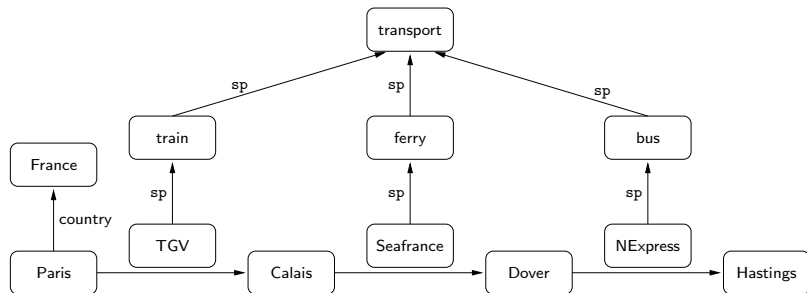 transport
sp
sp
sp
train
ferry
bus
France
sp
sp
sp
country
TGV
Seafrance
NExpress
Paris
Calais
Dover
Hastings